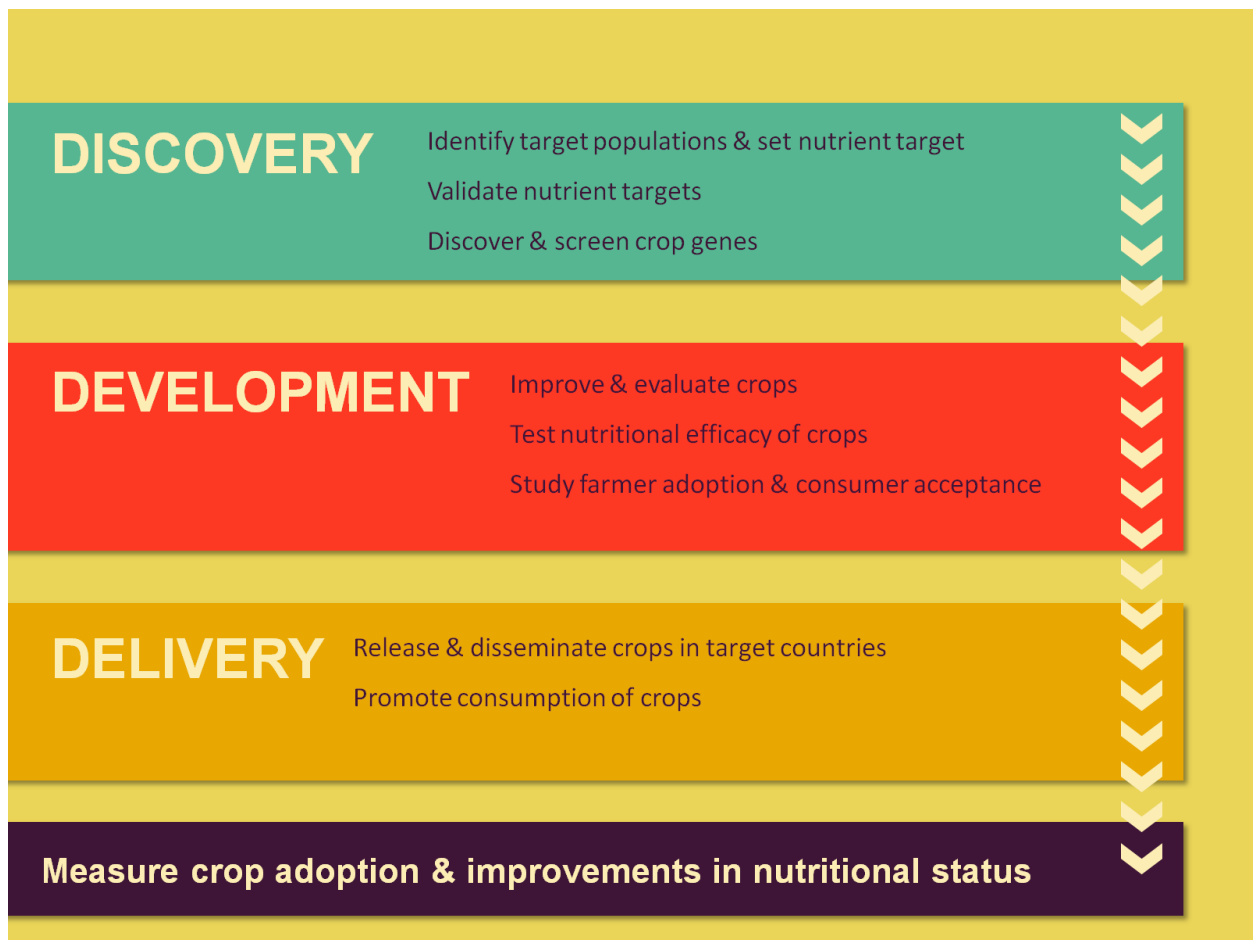 DISCOVERY
Identify target populations & set nutrient target
Validate nutrient targets
Discover & screen crop genes
DEVELOPMENT
Improve & evaluate crops
Test nutritional efficacy of crops
Study farmer adoption & consumer acceptance
DELIVERY
Release & disseminate crops in target countries
Promote consumption of crops
Measure crop adoption & improvements in nutritional status